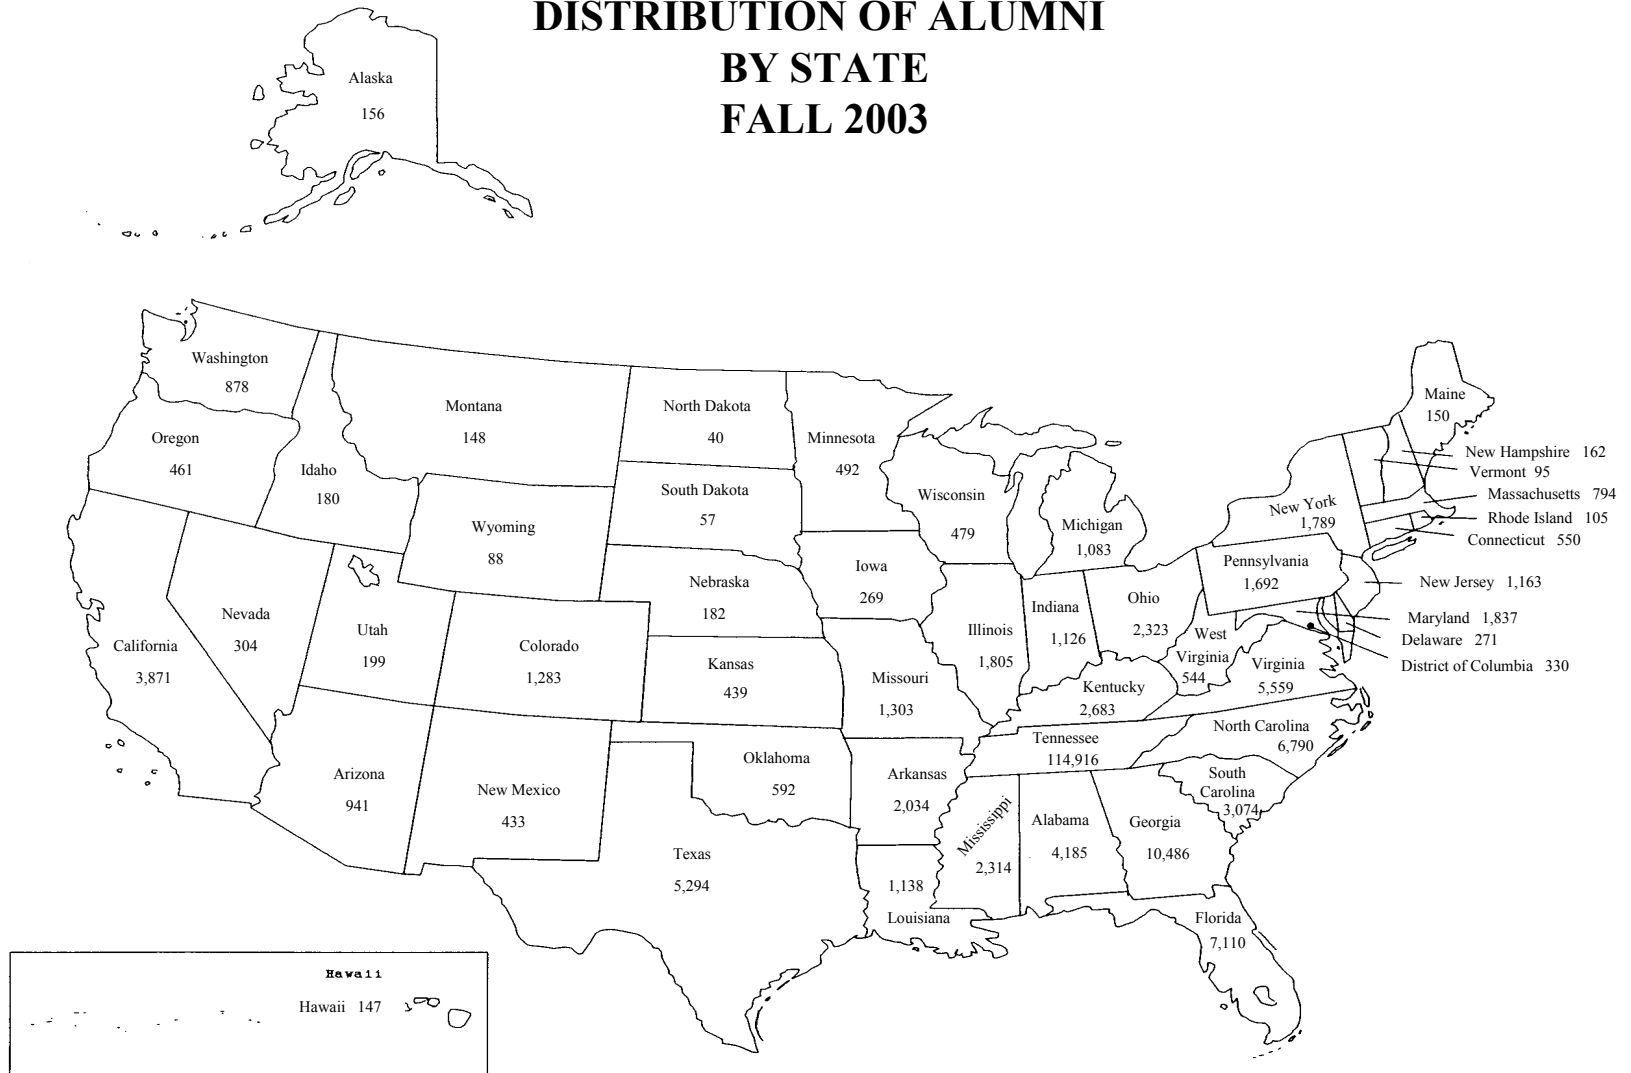 DISTRIBUTION OF ALUMNI
BY STATE
FALL 2003
Alaska
156
Washington
878
Oregon
461
Idaho
180
Montana
148
North Dakota
40
Minnesota
492
South Dakota
57
Wyoming
88
Wisconsin
479
Michigan
1,083
New York
1,789
Maine
150
New Hampshire 162
Vermont 95
Massachusetts 794
Rhode Island 105
Connecticut 550
New Jersey 1,163
Maryland 1,837
Delaware 271
District of Columbia 330
Pennsylvania
1,692
California
3,871
Nevada
304
Utah
199
Colorado
1,283
Nebraska
182
Kansas
439
Iowa
269
Missouri
1,303
Illinois
1,805
Indiana
1,126
Ohio
2,323
West
Virginia
544
Virginia
5,559
Kentucky
2,683
Tennessee
114,916
North Carolina
6,790
South
Carolina
3,074
Arizona
941
New Mexico
433
Oklahoma
592
Arkansas
2,034
Texas
5,294
1,138
Louisiana
Mississippi
2,314
Alabama
4,185
Georgia
10,486
Florida
7,110
Hawaii
Hawaii 147